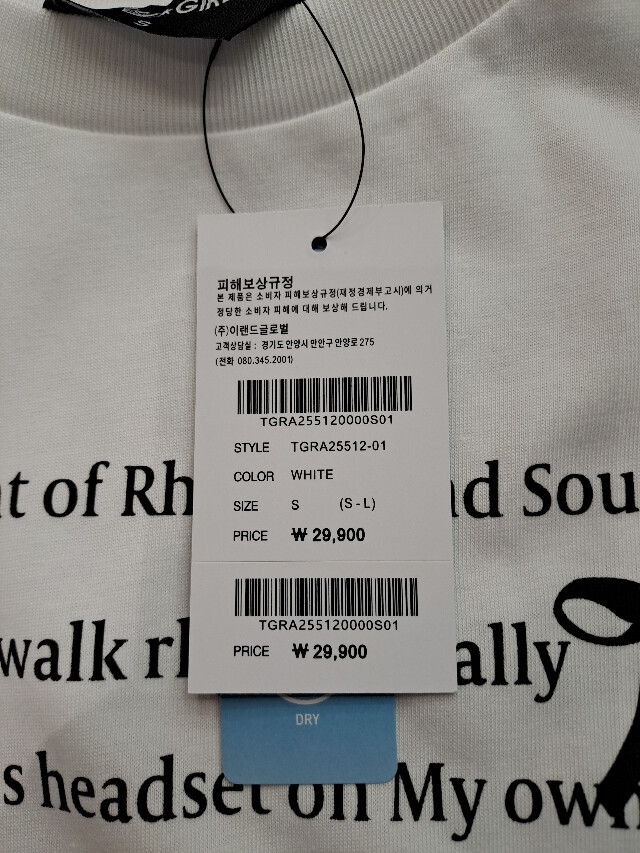 S
피해보상규정
본 제품은 소비자 피해보상규정(재정경제부고시)에 의거
정당한 소비자 피해에 대해 보상해 드립니다.
(주)이랜드글로벌
고객상담실 : 경기도 안양시 만안구 안양로 275
(전화 080.345.2001)
TGRA255120000S01
STYLE TGRA25512-01
COLOR WHITE
SIZE S (S-L)
PRICE ₩ 29,900
TGRA255120000S01
PRICE ₩ 29,900
DRY
of Sou
walk ally
s headset on My own